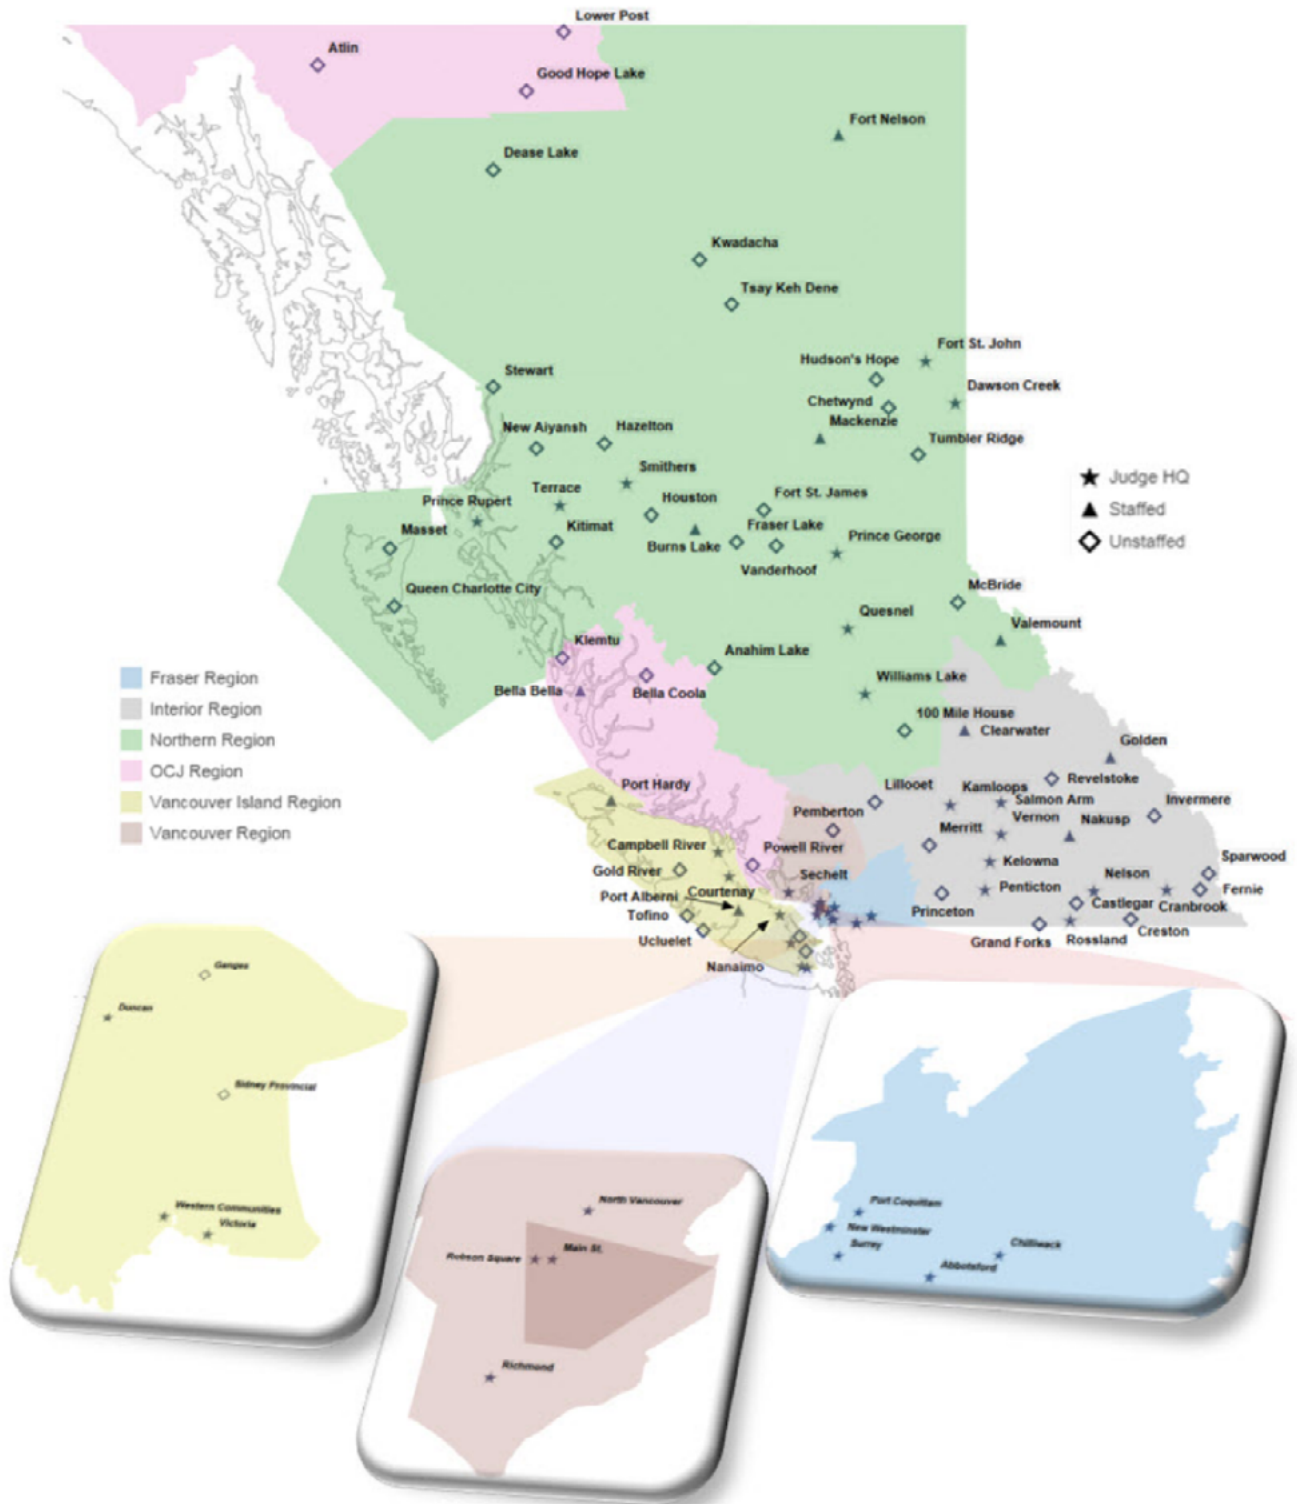 Lower Post
Atlin
Good Hope Lake
Fort Nelson
Dease Lake
Kwadacha
Tsay Keh Dene
Fort St. John
Hudson's Hope
Stewart
Dawson Creek
Chetwynd
Mackenzie
New Aiyansh
Hazelton
Tumbler Ridge
Smithers
Judge HQ
Terrace
Fort St. James
Prince Rupert
Houston
Staffed
Masset
Kitimat
Fraser Lake
Prince George
Unstaffed
Burns Lake
Vanderhoof
McBride
Queen Charlotte City
Quesnel
Valemount
Klemtu
Anahim Lake
Fraser Region
Williams Lake
Bella Bella
Bella Coola
Interior Region
100 Mile House
Clearwater
Northern Region
Golden
OCJ Region
Port Hardy
Revelstoke
Lillooet
Kamloops
Vancouver Island Region
Salmon Arm
Invermere
Pemberton
Vernon
Nakusp
Merritt
Vancouver Region
Campbell River
Powell River
Sparwood
Kelowna
Gold River
Sechelt
Penticton
Nelson
Fernie
Courtenay
Port Alberni
Castlegar
Cranbrook
Princeton
Tofino
Creston
Ucluelet
Grand Forks
Rossland
Nanaimo
Ganges
Duncan
Sidney Provincial
Western Communities
Victoria
North Vancouver
Robson Square
Main St.
Richmond
Port Coquitlam
New Westminster
Surrey
Chilliwack
Abbotsford